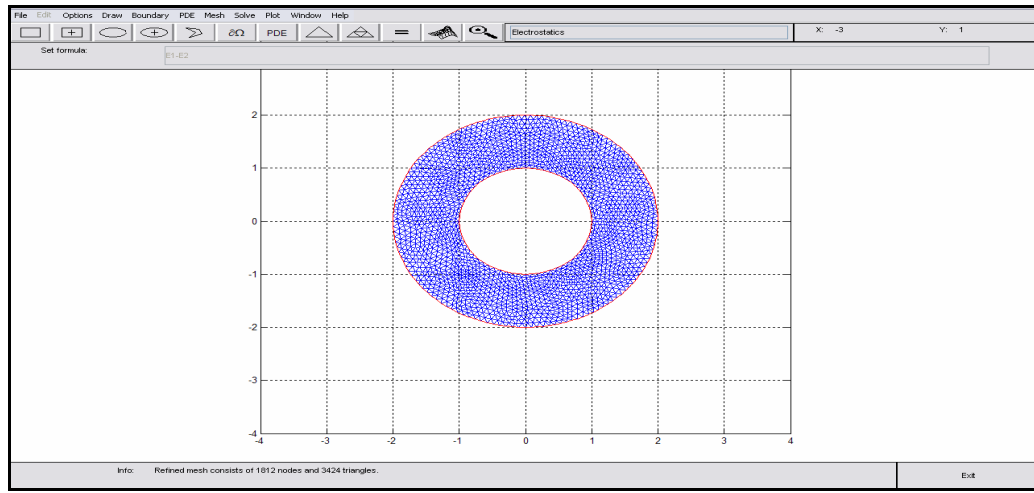 File Edit Options Draw Boundary PDE Mesh Solve Plot Window Help
∂Ω PDE = Electrostatics X: -3 Y: 1
Set formula: E1-E2
2
1
0
-1
-2
-3
-4
-4 -3 -2 -1 0 1 2 3 4
Info: Refined mesh consists of 1812 nodes and 3424 triangles. Exit